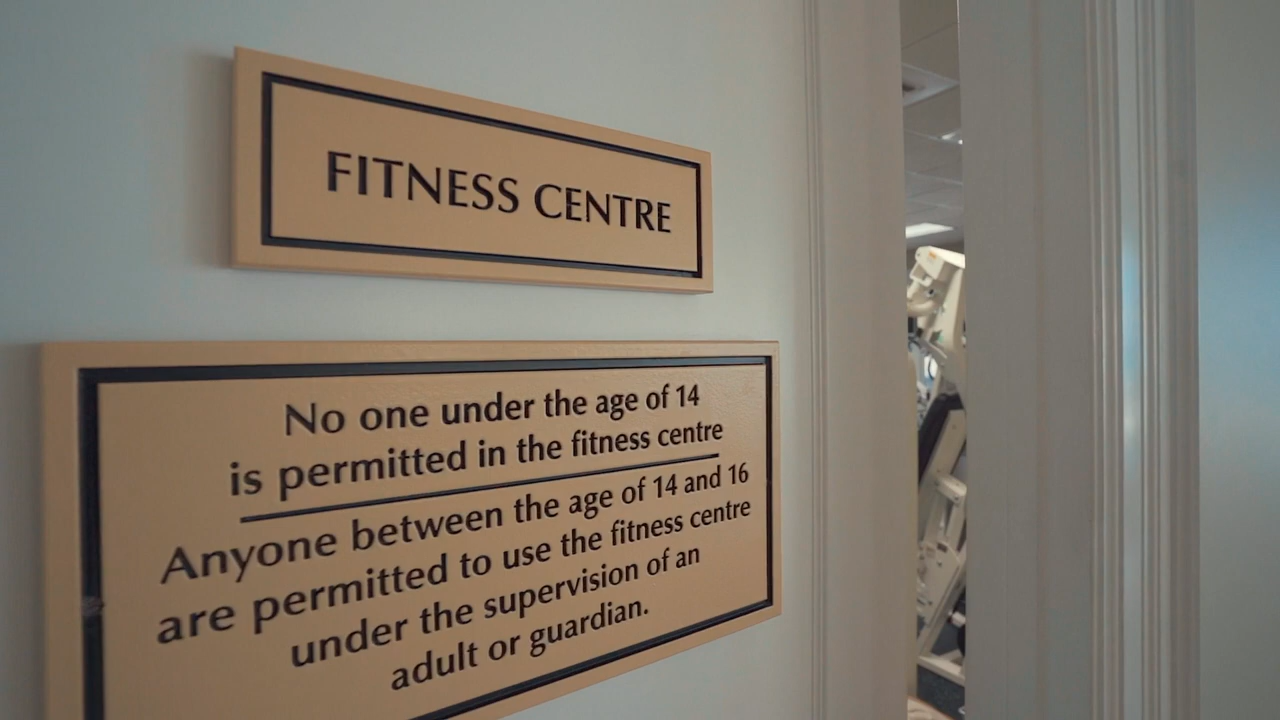 FITNESS CENTRE
No one under the age of 14
is permitted in the fitness centre
Anyone between the age of 14 and 16
are permitted to use the fitness centre
under the supervision of an
adult or guardian.